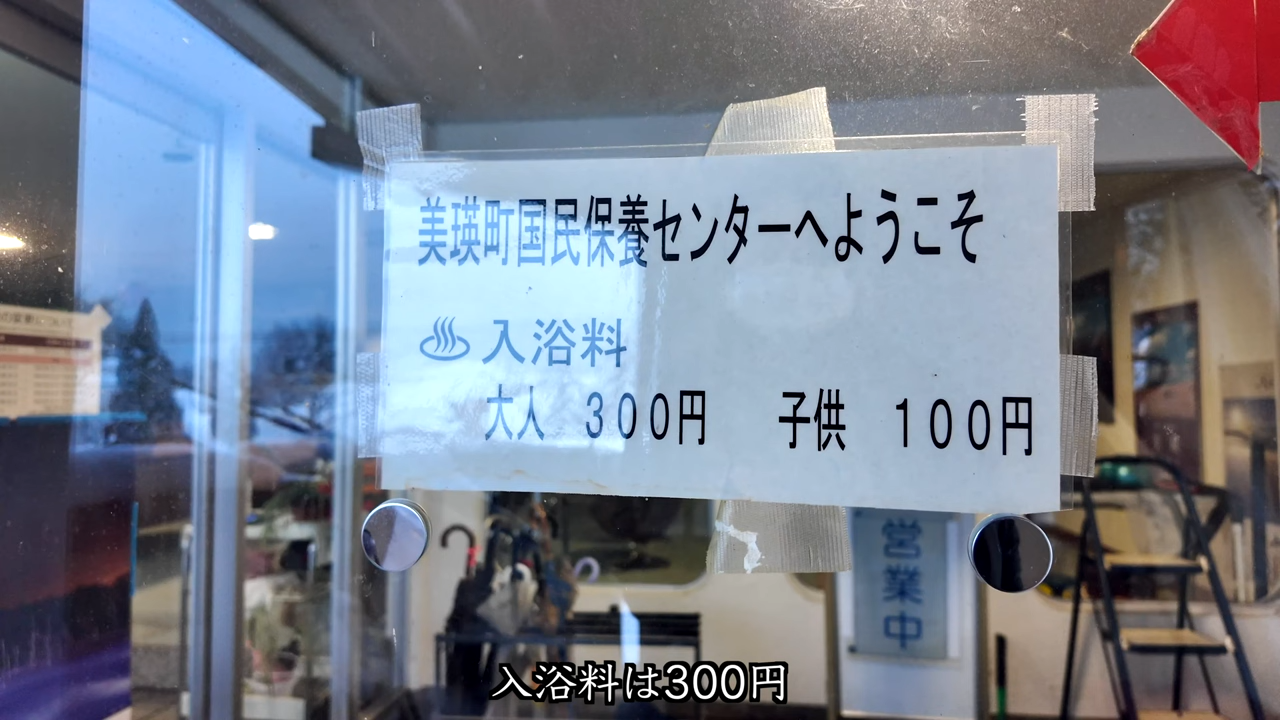 美瑛町国民保養センターへようこそ
♨入浴料
大人 300円 子供 100円
営業中
入浴料は300円